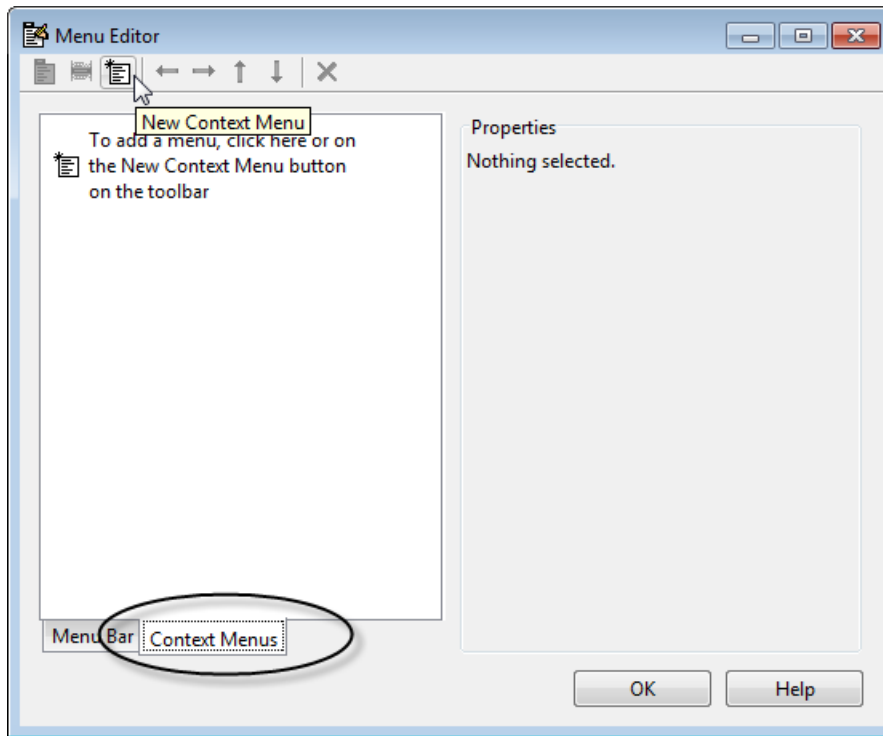 Menu Editor
New Context Menu
To add a menu, click here or on
the New Context Menu button
on the toolbar
Properties
Nothing selected.
Menu Bar
Context Menus
OK
Help